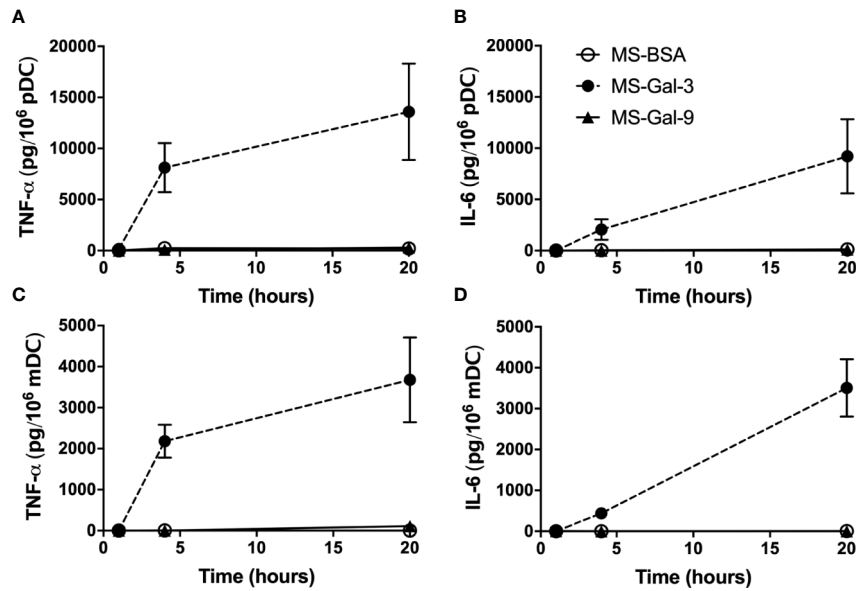 A
B
TNF-α (pg/10⁶ pDC)
20000
15000
10000
5000
0
0 5 10 15 20
Time (hours)
IL-6 (pg/10⁶ pDC)
20000
15000
10000
5000
0
0 5 10 15 20
Time (hours)
MS-BSA
MS-Gal-3
MS-Gal-9
C
D
TNF-α (pg/10⁶ mDC)
5000
4000
3000
2000
1000
0
0 5 10 15 20
Time (hours)
IL-6 (pg/10⁶ mDC)
5000
4000
3000
2000
1000
0
0 5 10 15 20
Time (hours)